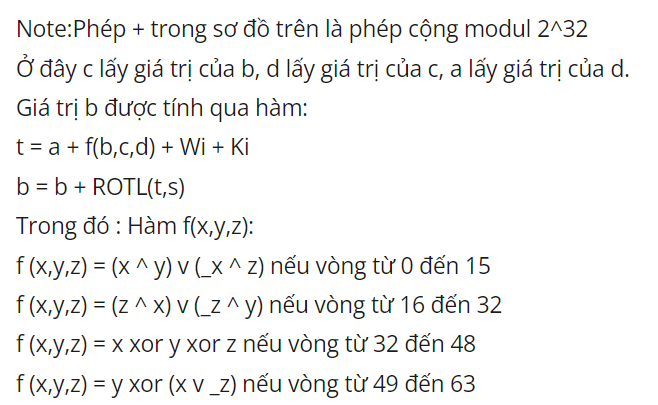 Note:Phép + trong sơ đồ trên là phép cộng modul 2^32
Ở đây c lấy giá trị của b, d lấy giá trị của c, a lấy giá trị của d.
Giá trị b được tính qua hàm:
t = a + f(b,c,d) + Wi + Ki
b = b + ROTL(t,s)
Trong đó : Hàm f(x,y,z):
f (x,y,z) = (x ^ y) v (_x ^ z) nếu vòng từ 0 đến 15
f (x,y,z) = (z ^ x) v (_z ^ y) nếu vòng từ 16 đến 32
f (x,y,z) = x xor y xor z nếu vòng từ 32 đến 48
f (x,y,z) = y xor (x v _z) nếu vòng từ 49 đến 63